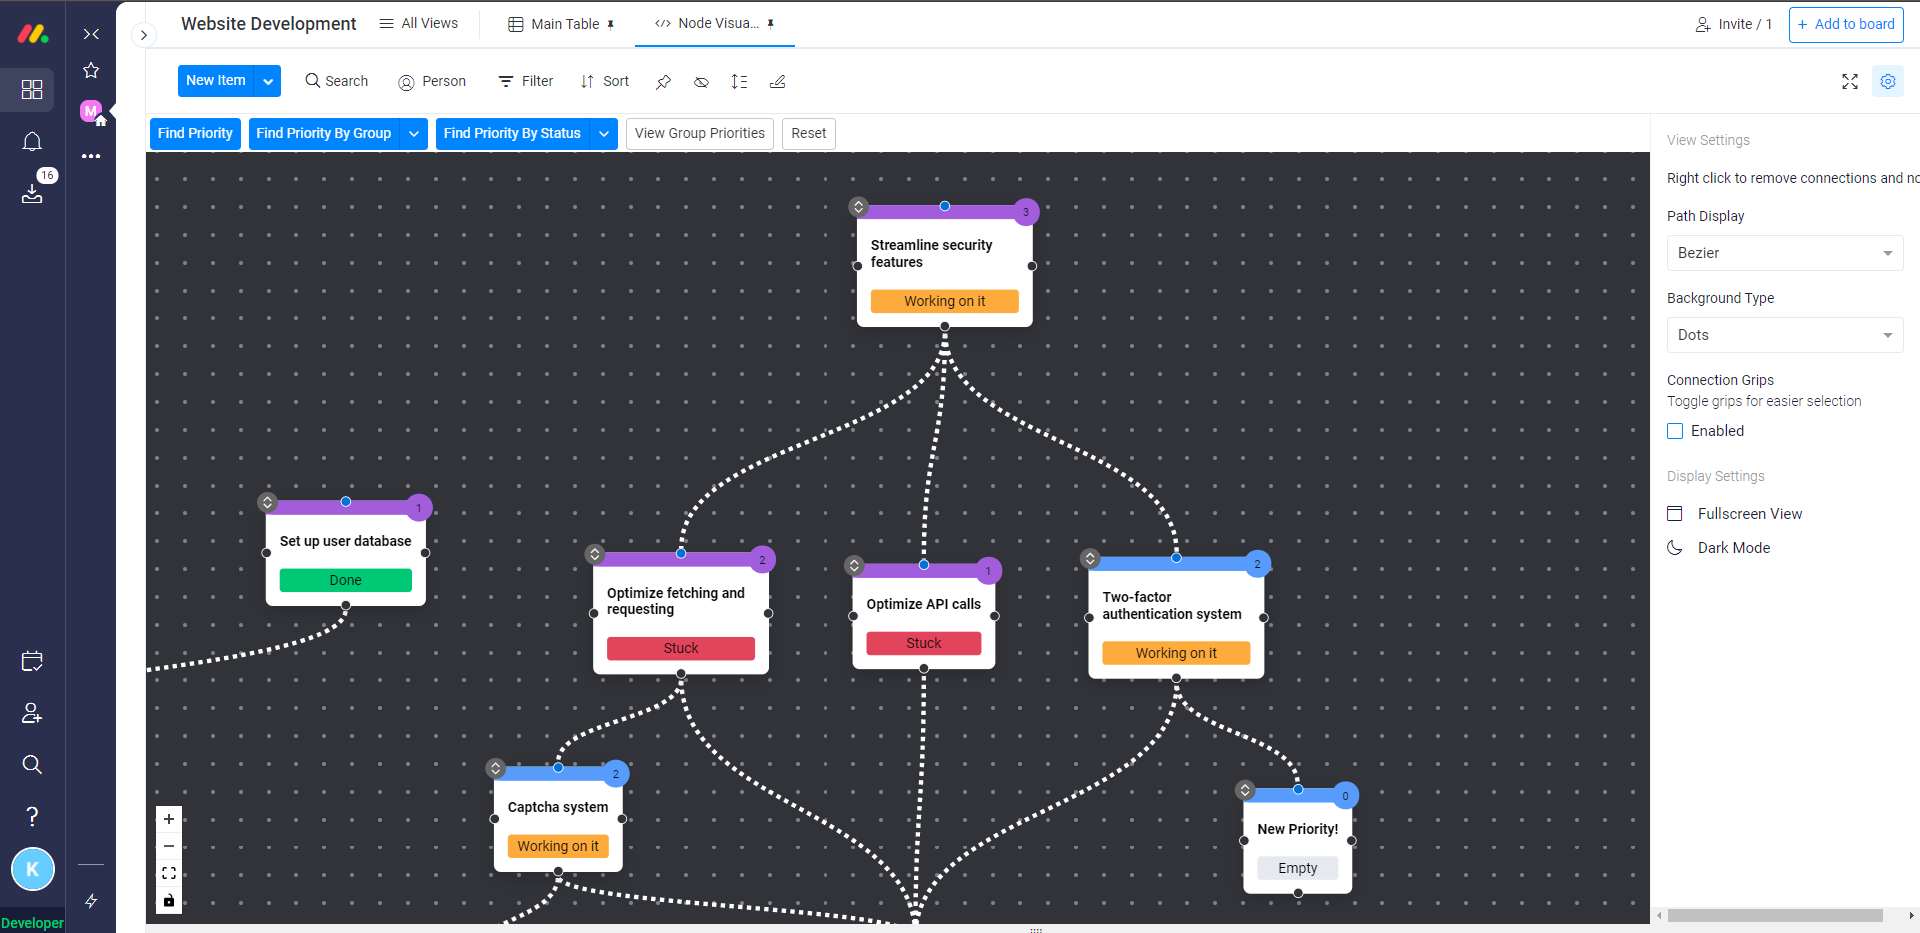 Website Development
All Views
Main Table
Node Visua...
Invite / 1
+ Add to board
M
16
New Item
Search
Person
Filter
Sort
Find Priority
Find Priority By Group
Find Priority By Status
View Group Priorities
Reset
3
Streamline security
features
Working on it
1
Set up user database
Done
2
Optimize fetching and
requesting
Stuck
1
Optimize API calls
Stuck
2
Two-factor
authentication system
Working on it
2
Captcha system
Working on it
0
New Priority!
Empty
View Settings
Right click to remove connections and no
Path Display
Bezier
Background Type
Dots
Connection Grips
Toggle grips for easier selection
Enabled
Display Settings
Fullscreen View
Dark Mode
?
K
Developer